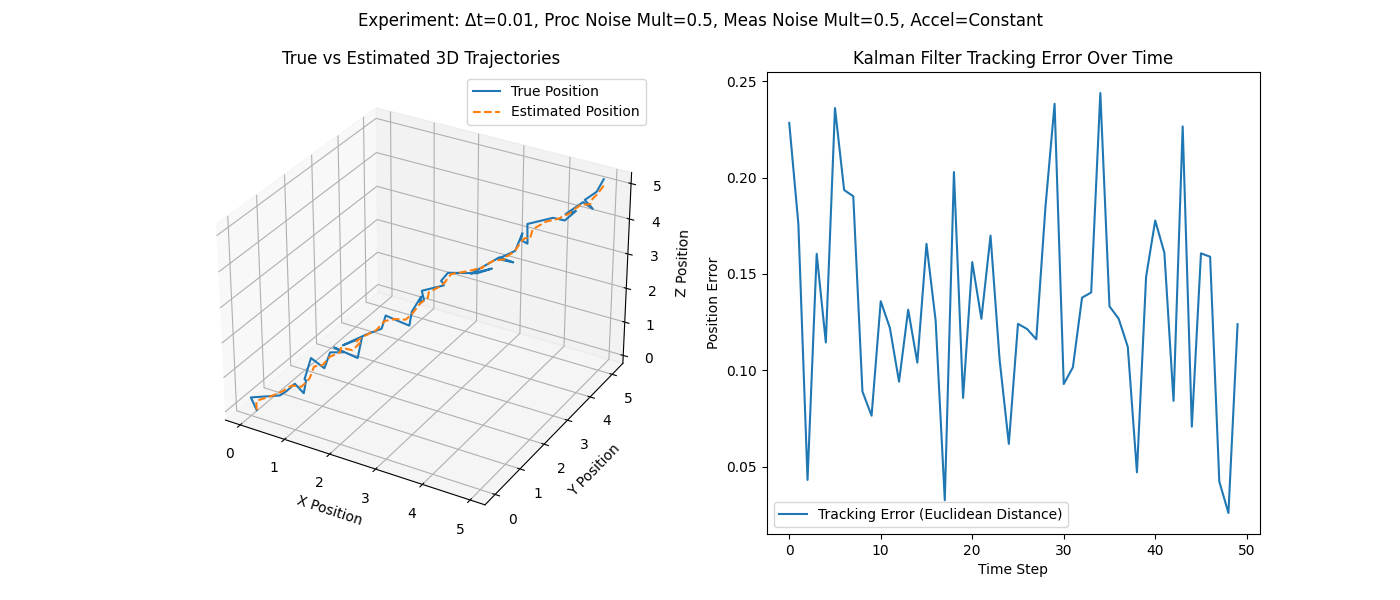 Experiment: Δt=0.01, Proc Noise Mult=0.5, Meas Noise Mult=0.5, Accel=Constant
True vs Estimated 3D Trajectories
True Position
Estimated Position
0
1
2
3
4
5
X Position
0
1
2
3
4
5
Y Position
0
1
2
3
4
5
Z Position
Kalman Filter Tracking Error Over Time
0.25
0.20
0.15
0.10
0.05
Position Error
Tracking Error (Euclidean Distance)
0
10
20
30
40
50
Time Step